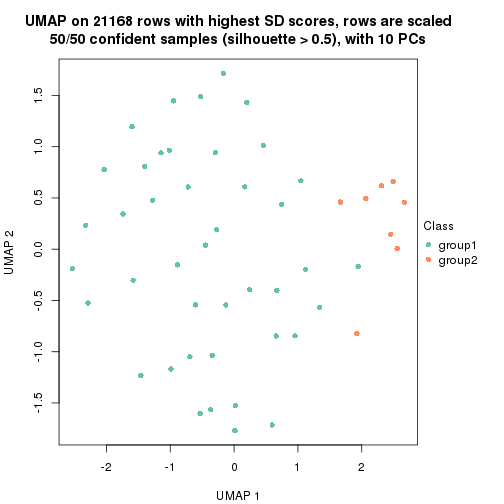 UMAP on 21168 rows with highest SD scores, rows are scaled
50/50 confident samples (silhouette > 0.5), with 10 PCs
1.5
1.0
0.5
0.0
-0.5
-1.0
-1.5
UMAP 2
-2
-1
0
1
2
UMAP 1
Class
group1
group2